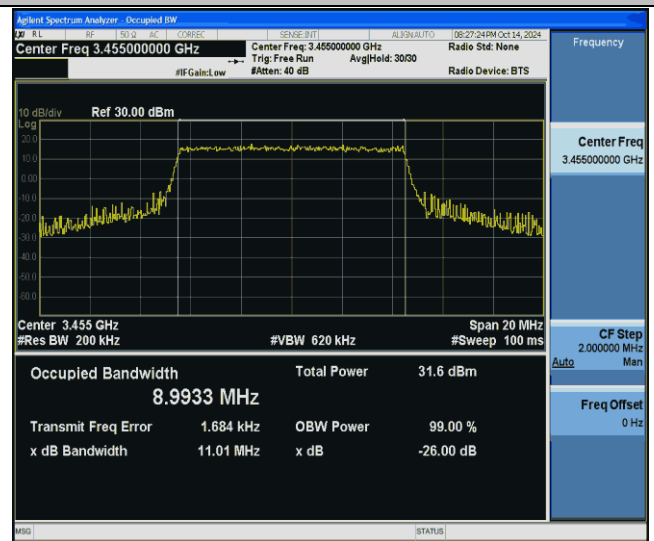 Agilent Spectrum Analyzer - Occupied BW
LXI RL RF 50 Ω AC CORREC SENSE:INT ALIGN AUTO 08:27:24 PM Oct 14, 2024
Center Freq 3.455000000 GHz Center Freq: 3.455000000 GHz Radio Std: None Frequency
Trig: Free Run Avg|Hold: 30/30
#IFGain:Low #Atten: 40 dB Radio Device: BTS
10 dB/div Ref 30.00 dBm
Log
20.0
10.0
0.00
-10.0
-20.0
-30.0
-40.0
-50.0
-60.0
Center Freq
3.455000000 GHz
Center 3.455 GHz Span 20 MHz
#Res BW 200 kHz #VBW 620 kHz #Sweep 100 ms
CF Step
2.000000 MHz
Auto Man
Occupied Bandwidth Total Power 31.6 dBm
8.9933 MHz
Transmit Freq Error 1.684 kHz OBW Power 99.00 %
x dB Bandwidth 11.01 MHz x dB -26.00 dB
Freq Offset
0 Hz
MSG STATUS